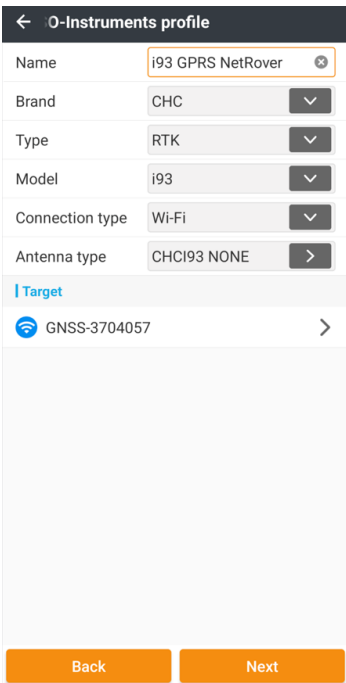 O-Instruments profile
Name i93 GPRS NetRover
Brand CHC
Type RTK
Model i93
Connection type Wi-Fi
Antenna type CHCI93 NONE
Target
GNSS-3704057
Back Next